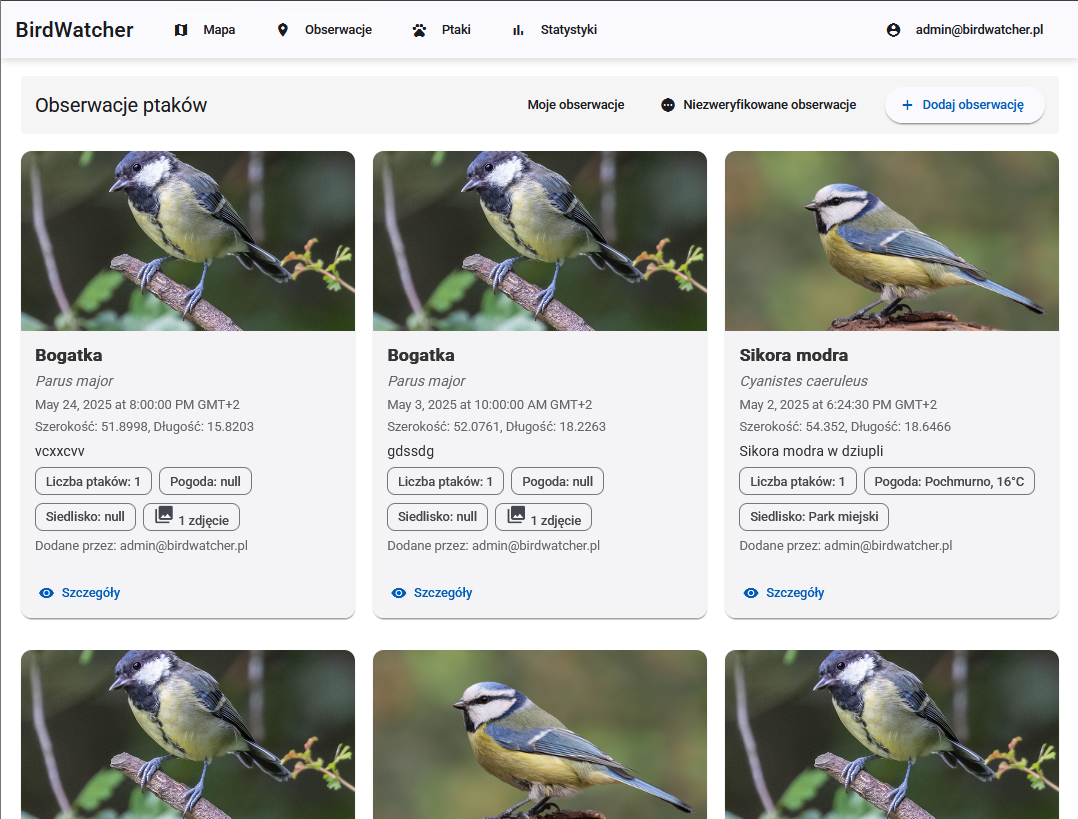 BirdWatcher Mapa Obserwacje Ptaki Statystyki admin@birdwatcher.pl
Obserwacje ptaków Moje obserwacje Niezweryfikowane obserwacje + Dodaj obserwację
Bogatka
Parus major
May 24, 2025 at 8:00:00 PM GMT+2
Szerokość: 51.8998, Długość: 15.8203
vcxxcvv
Liczba ptaków: 1 Pogoda: null
Siedlisko: null 1 zdjęcie
Dodane przez: admin@birdwatcher.pl
Szczegóły
Bogatka
Parus major
May 3, 2025 at 10:00:00 AM GMT+2
Szerokość: 52.0761, Długość: 18.2263
gdssdg
Liczba ptaków: 1 Pogoda: null
Siedlisko: null 1 zdjęcie
Dodane przez: admin@birdwatcher.pl
Szczegóły
Sikora modra
Cyanistes caeruleus
May 2, 2025 at 6:24:30 PM GMT+2
Szerokość: 54.352, Długość: 18.6466
Sikora modra w dziupli
Liczba ptaków: 1 Pogoda: Pochmurno, 16°C
Siedlisko: Park miejski
Dodane przez: admin@birdwatcher.pl
Szczegóły